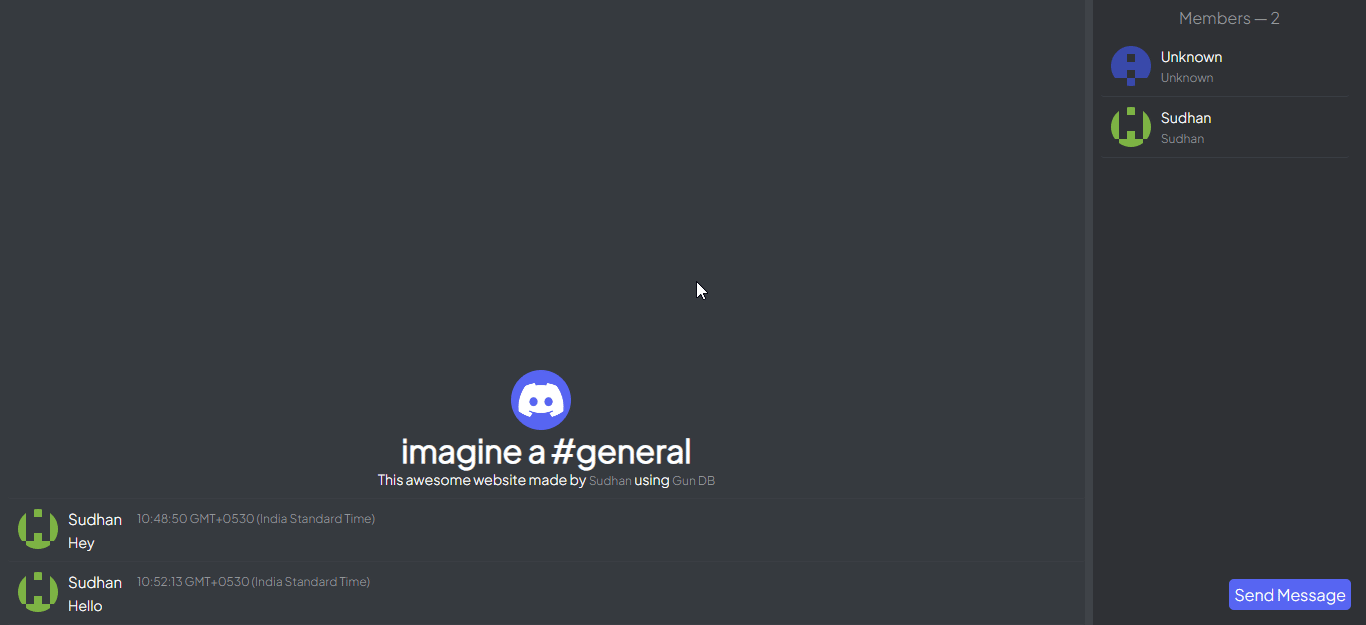 Members — 2
Unknown
Unknown
Sudhan
Sudhan
imagine a #general
This awesome website made by Sudhan using Gun DB
Sudhan 10:48:50 GMT+0530 (India Standard Time)
Hey
Sudhan 10:52:13 GMT+0530 (India Standard Time)
Hello
Send Message